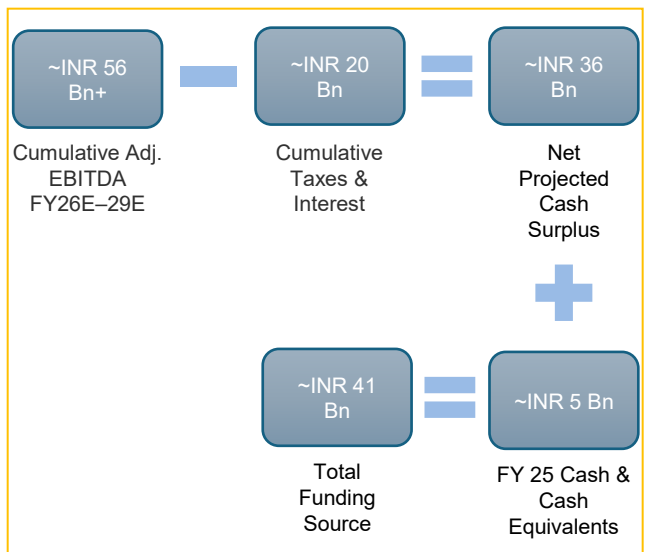 ~INR 56
Bn+
~INR 20
Bn
~INR 36
Bn
Cumulative Adj.
EBITDA
FY26E–29E
Cumulative
Taxes &
Interest
Net
Projected
Cash
Surplus
~INR 41
Bn
~INR 5 Bn
Total
Funding
Source
FY 25 Cash &
Cash
Equivalents